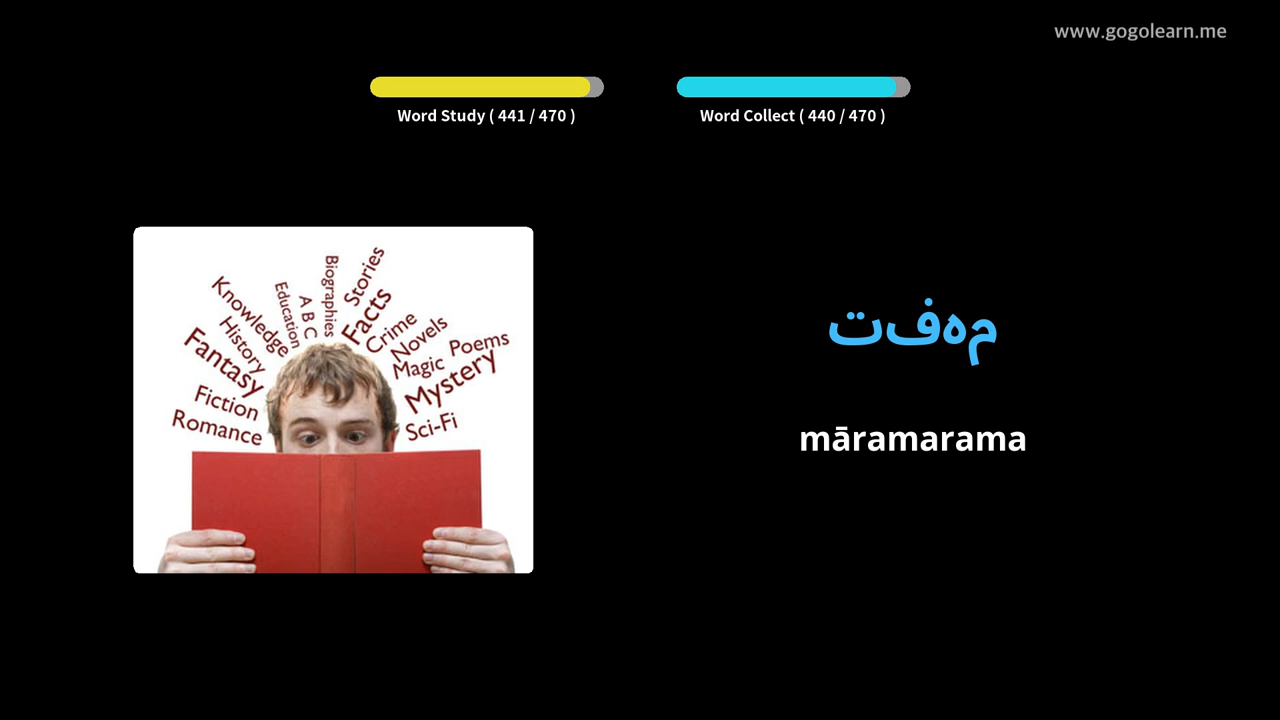 www.gogolearn.me
Word Study ( 441 / 470 )
Word Collect ( 440 / 470 )
Knowledge
Education
A B C
Biographies
Stories
Facts
History
Crime
Novels
Fantasy
Magic
Poems
Fiction
Mystery
Romance
Sci-Fi
مهفت
māramarama